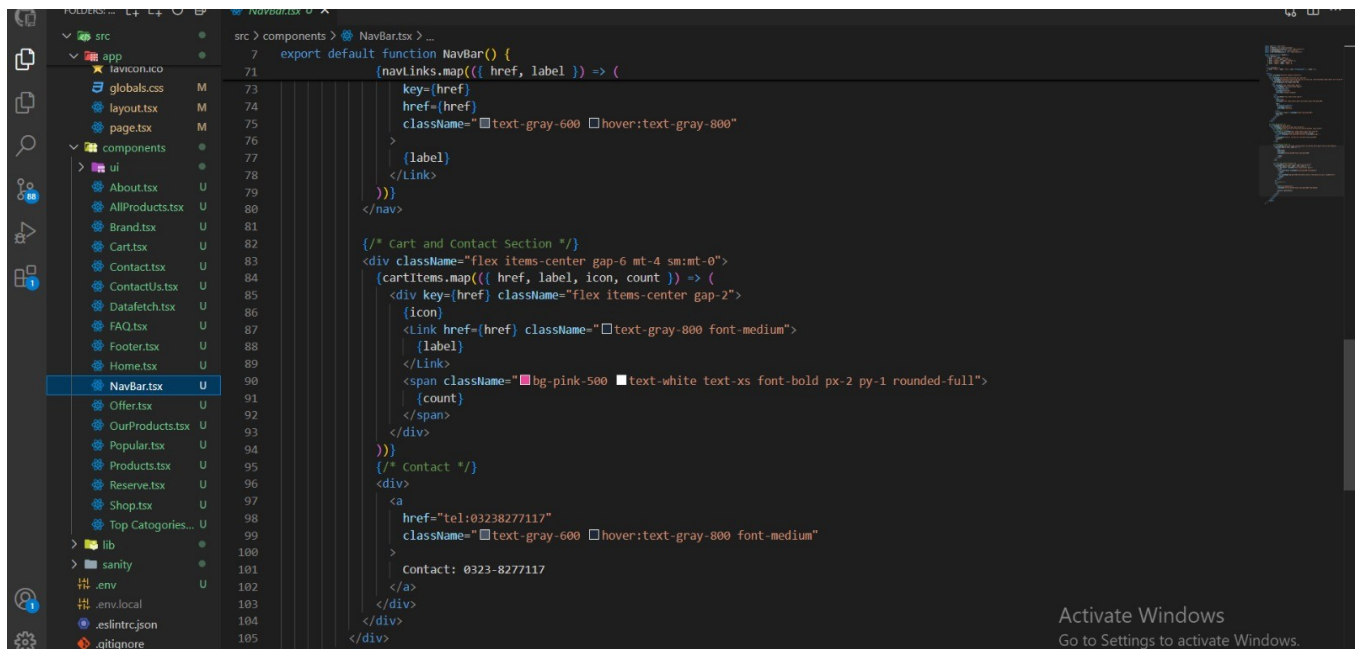 FOLDERS: ...
NavBar.tsx U
src
app
favicon.ico
globals.css M
layout.tsx M
page.tsx M
components
ui
About.tsx U
AllProducts.tsx U
Brand.tsx U
Cart.tsx U
Contact.tsx U
ContactUs.tsx U
Datafetch.tsx U
FAQ.tsx U
Footer.tsx U
Home.tsx U
NavBar.tsx U
Offer.tsx U
OurProducts.tsx U
Popular.tsx U
Products.tsx U
Reserve.tsx U
Shop.tsx U
Top Catogories... U
lib
sanity
.env U
.env.local
.eslintrc.json
.gitignore
88
1
1
src > components > NavBar.tsx > ...
7 export default function NavBar() {
71 {navLinks.map(({ href, label }) => (
73 key={href}
74 href={href}
75 className="text-gray-600 hover:text-gray-800"
76 >
77 {label}
78 </Link>
79 ))}
80 </nav>
81
82 {/* Cart and Contact Section */}
83 <div className="flex items-center gap-6 mt-4 sm:mt-0">
84 {cartItems.map(({ href, label, icon, count }) => (
85 <div key={href} className="flex items-center gap-2">
86 {icon}
87 <Link href={href} className="text-gray-800 font-medium">
88 {label}
89 </Link>
90 <span className="bg-pink-500 text-white text-xs font-bold px-2 py-1 rounded-full">
91 {count}
92 </span>
93 </div>
94 ))}
95 {/* Contact */}
96 <div>
97 <a
98 href="tel:03238277117"
99 className="text-gray-600 hover:text-gray-800 font-medium"
100 >
101 Contact: 0323-8277117
102 </a>
103 </div>
104 </div>
105 </div>
Activate Windows
Go to Settings to activate Windows.